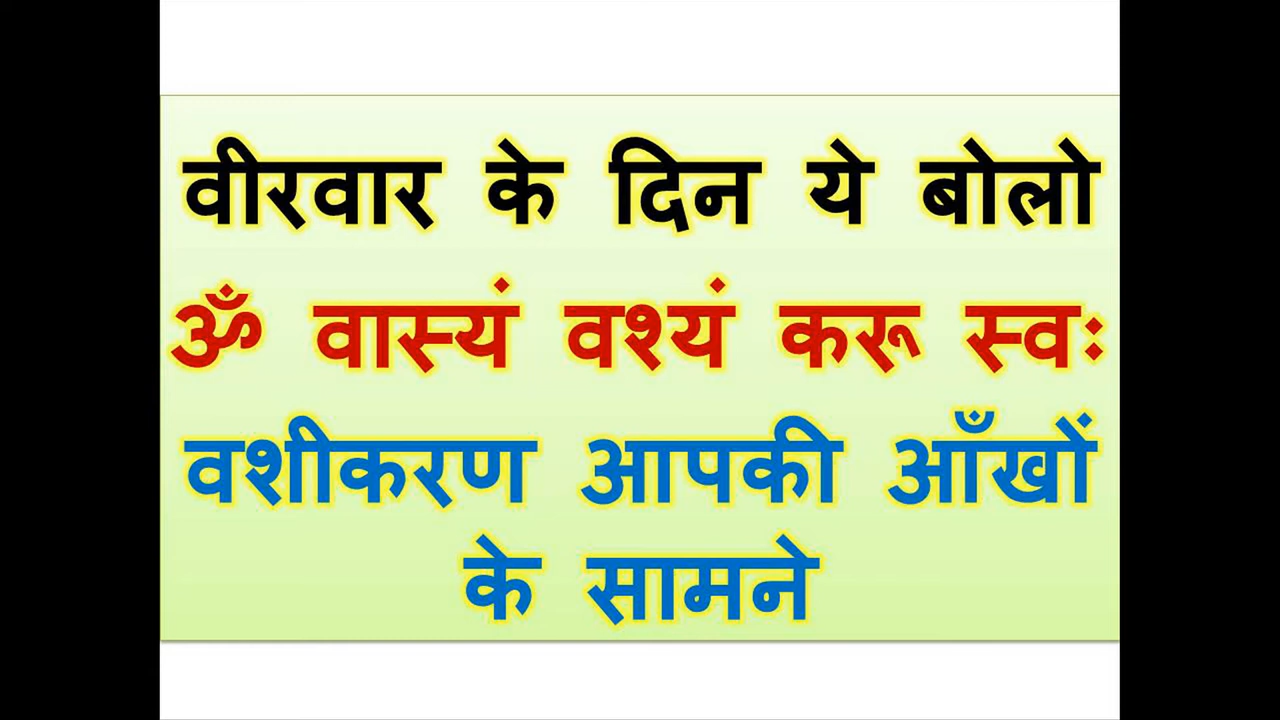 वीरवार के दिन ये बोलो
ॐ वास्यं वश्यं करू स्वः
वशीकरण आपकी आँखों
के सामने